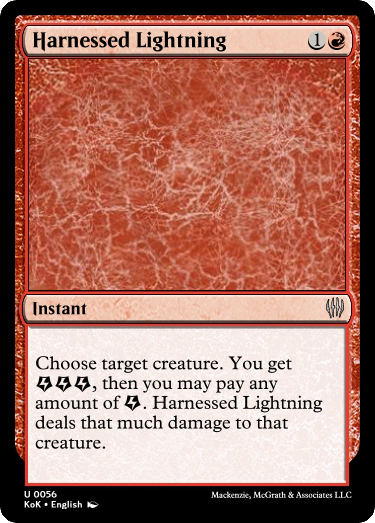 Harnessed Lightning 1
Instant
Choose target creature. You get
, then you may pay any
amount of . Harnessed Lightning
deals that much damage to that
creature.
U 0056
KoK • English
Mackenzie, McGrath & Associates LLC